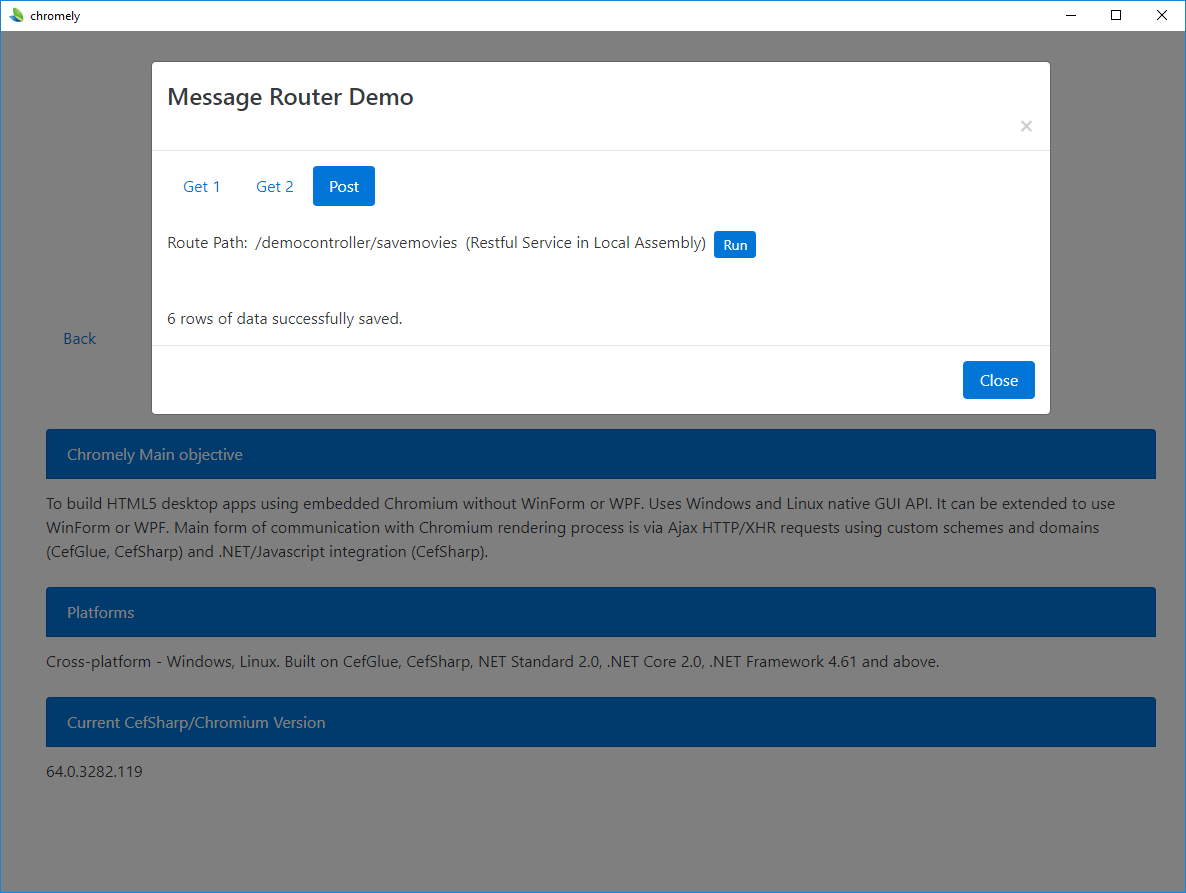 chromely
Message Router Demo
×
Get 1 Get 2 Post
Route Path: /democontroller/savemovies (Restful Service in Local Assembly) Run
6 rows of data successfully saved.
Back
Close
Chromely Main objective
To build HTML5 desktop apps using embedded Chromium without WinForm or WPF. Uses Windows and Linux native GUI API. It can be extended to use
WinForm or WPF. Main form of communication with Chromium rendering process is via Ajax HTTP/XHR requests using custom schemes and domains
(CefGlue, CefSharp) and .NET/Javascript integration (CefSharp).
Platforms
Cross-platform - Windows, Linux. Built on CefGlue, CefSharp, NET Standard 2.0, .NET Core 2.0, .NET Framework 4.61 and above.
Current CefSharp/Chromium Version
64.0.3282.119